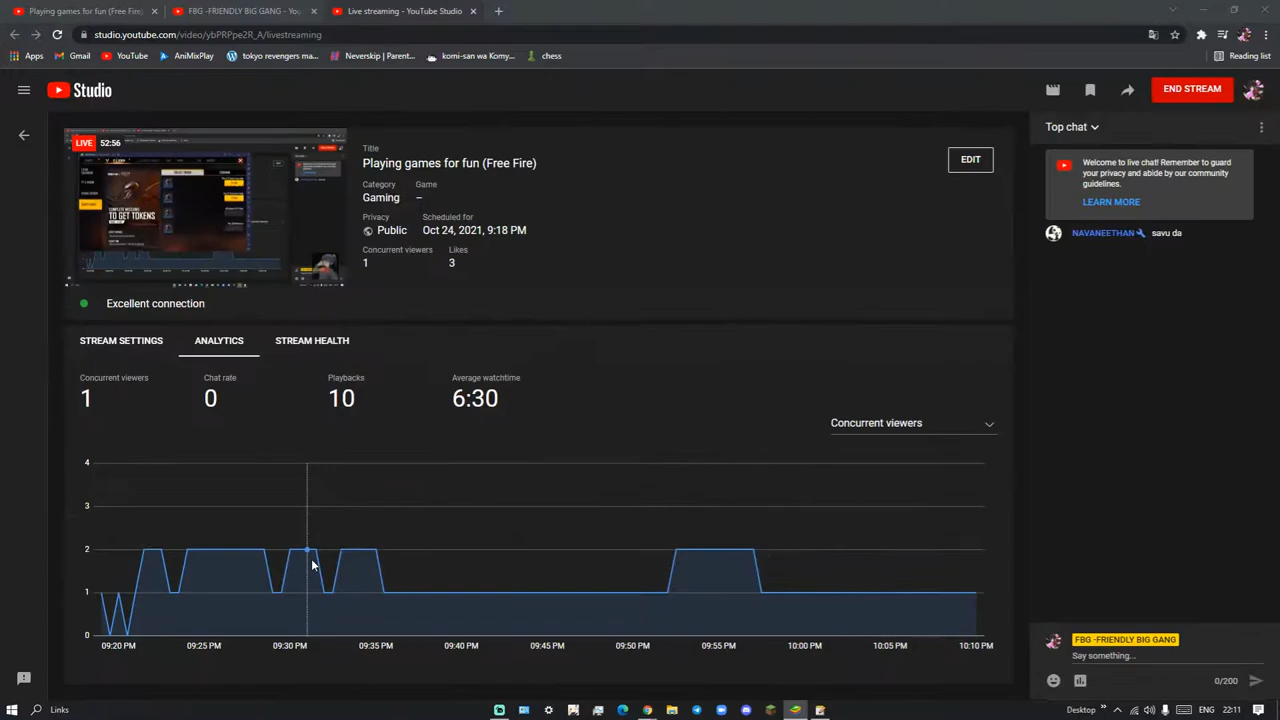 Playing games for fun (Free Fire)
FBG -FRIENDLY BIG GANG - You
Live streaming - YouTube Studio
studio.youtube.com/video/ybPRPpe2R_A/livestreaming
Apps
Gmail
YouTube
AniMixPlay
tokyo revengers ma...
Neverskip | Parent...
komi-san wa Komy...
chess
Reading list
Studio
END STREAM
LIVE 52:56
Title
Playing games for fun (Free Fire)
EDIT
Category Game
Gaming –
Privacy Scheduled for
Public Oct 24, 2021, 9:18 PM
Concurrent viewers Likes
1 3
Excellent connection
Top chat
Welcome to live chat! Remember to guard
your privacy and abide by our community
guidelines.
LEARN MORE
NAVANEETHAN savu da
STREAM SETTINGS ANALYTICS STREAM HEALTH
Concurrent viewers Chat rate Playbacks Average watchtime
1 0 10 6:30
Concurrent viewers
4
3
2
1
0
09:20 PM 09:25 PM 09:30 PM 09:35 PM 09:40 PM 09:45 PM 09:50 PM 09:55 PM 10:00 PM 10:05 PM 10:10 PM
FBG -FRIENDLY BIG GANG
Say something...
0/200
Links
Desktop
ENG
22:11